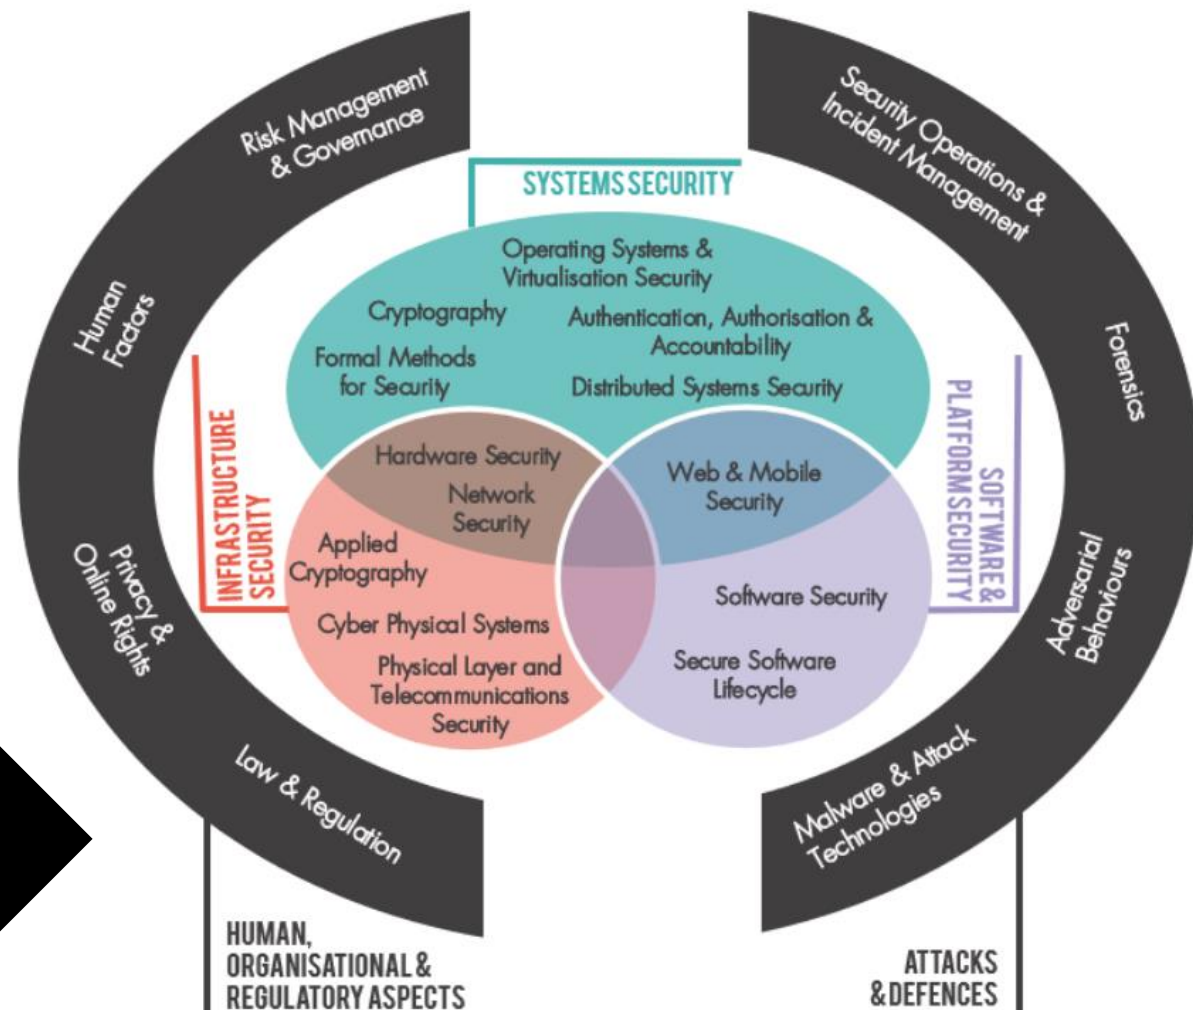 Risk Management
& Governance
Human
Factors
Privacy &
Online Rights
Law & Regulation
HUMAN,
ORGANISATIONAL &
REGULATORY ASPECTS
SYSTEMS SECURITY
Operating Systems &
Virtualisation Security
Cryptography
Authentication, Authorisation &
Accountability
Formal Methods
for Security
Distributed Systems Security
INFRASTRUCTURE
SECURITY
Hardware Security
Network
Security
Applied
Cryptography
Cyber Physical Systems
Physical Layer and
Telecommunications
Security
Web & Mobile
Security
Software Security
Secure Software
Lifecycle
SOFTWARE &
PLATFORM SECURITY
Security Operations &
Incident Management
Forensics
Adversarial
Behaviours
Malware & Attack
Technologies
ATTACKS
& DEFENCES